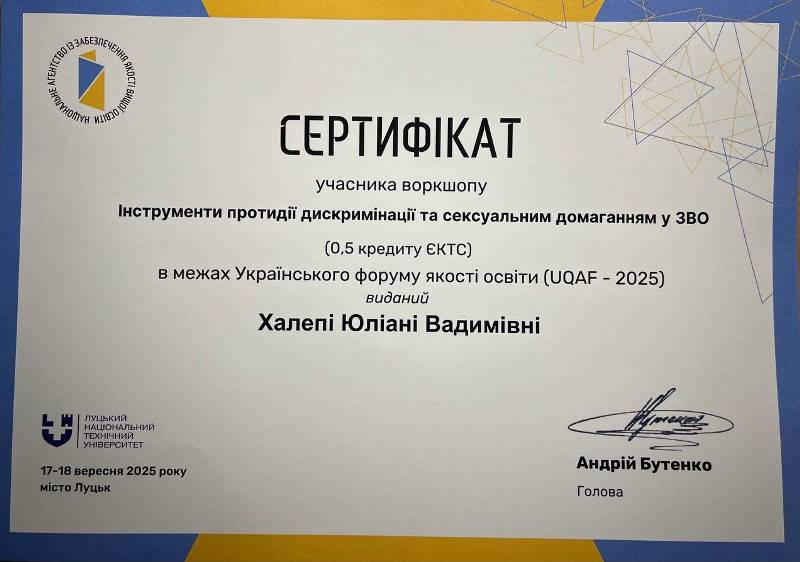 НАЦІОНАЛЬНЕ АГЕНТСТВО ІЗ ЗАБЕЗПЕЧЕННЯ ЯКОСТІ ВИЩОЇ ОСВІТИ
СЕРТИФІКАТ
учасника воркшопу
Інструменти протидії дискримінації та сексуальним домаганням у ЗВО
(0,5 кредиту ЄКТС)
в межах Українського форуму якості освіти (UQAF - 2025)
виданий
Халепі Юліані Вадимівні
ЛУЦЬКИЙ
НАЦІОНАЛЬНИЙ
ТЕХНІЧНИЙ
УНІВЕРСИТЕТ
17-18 вересня 2025 року
місто Луцьк
Андрій Бутенко
Голова